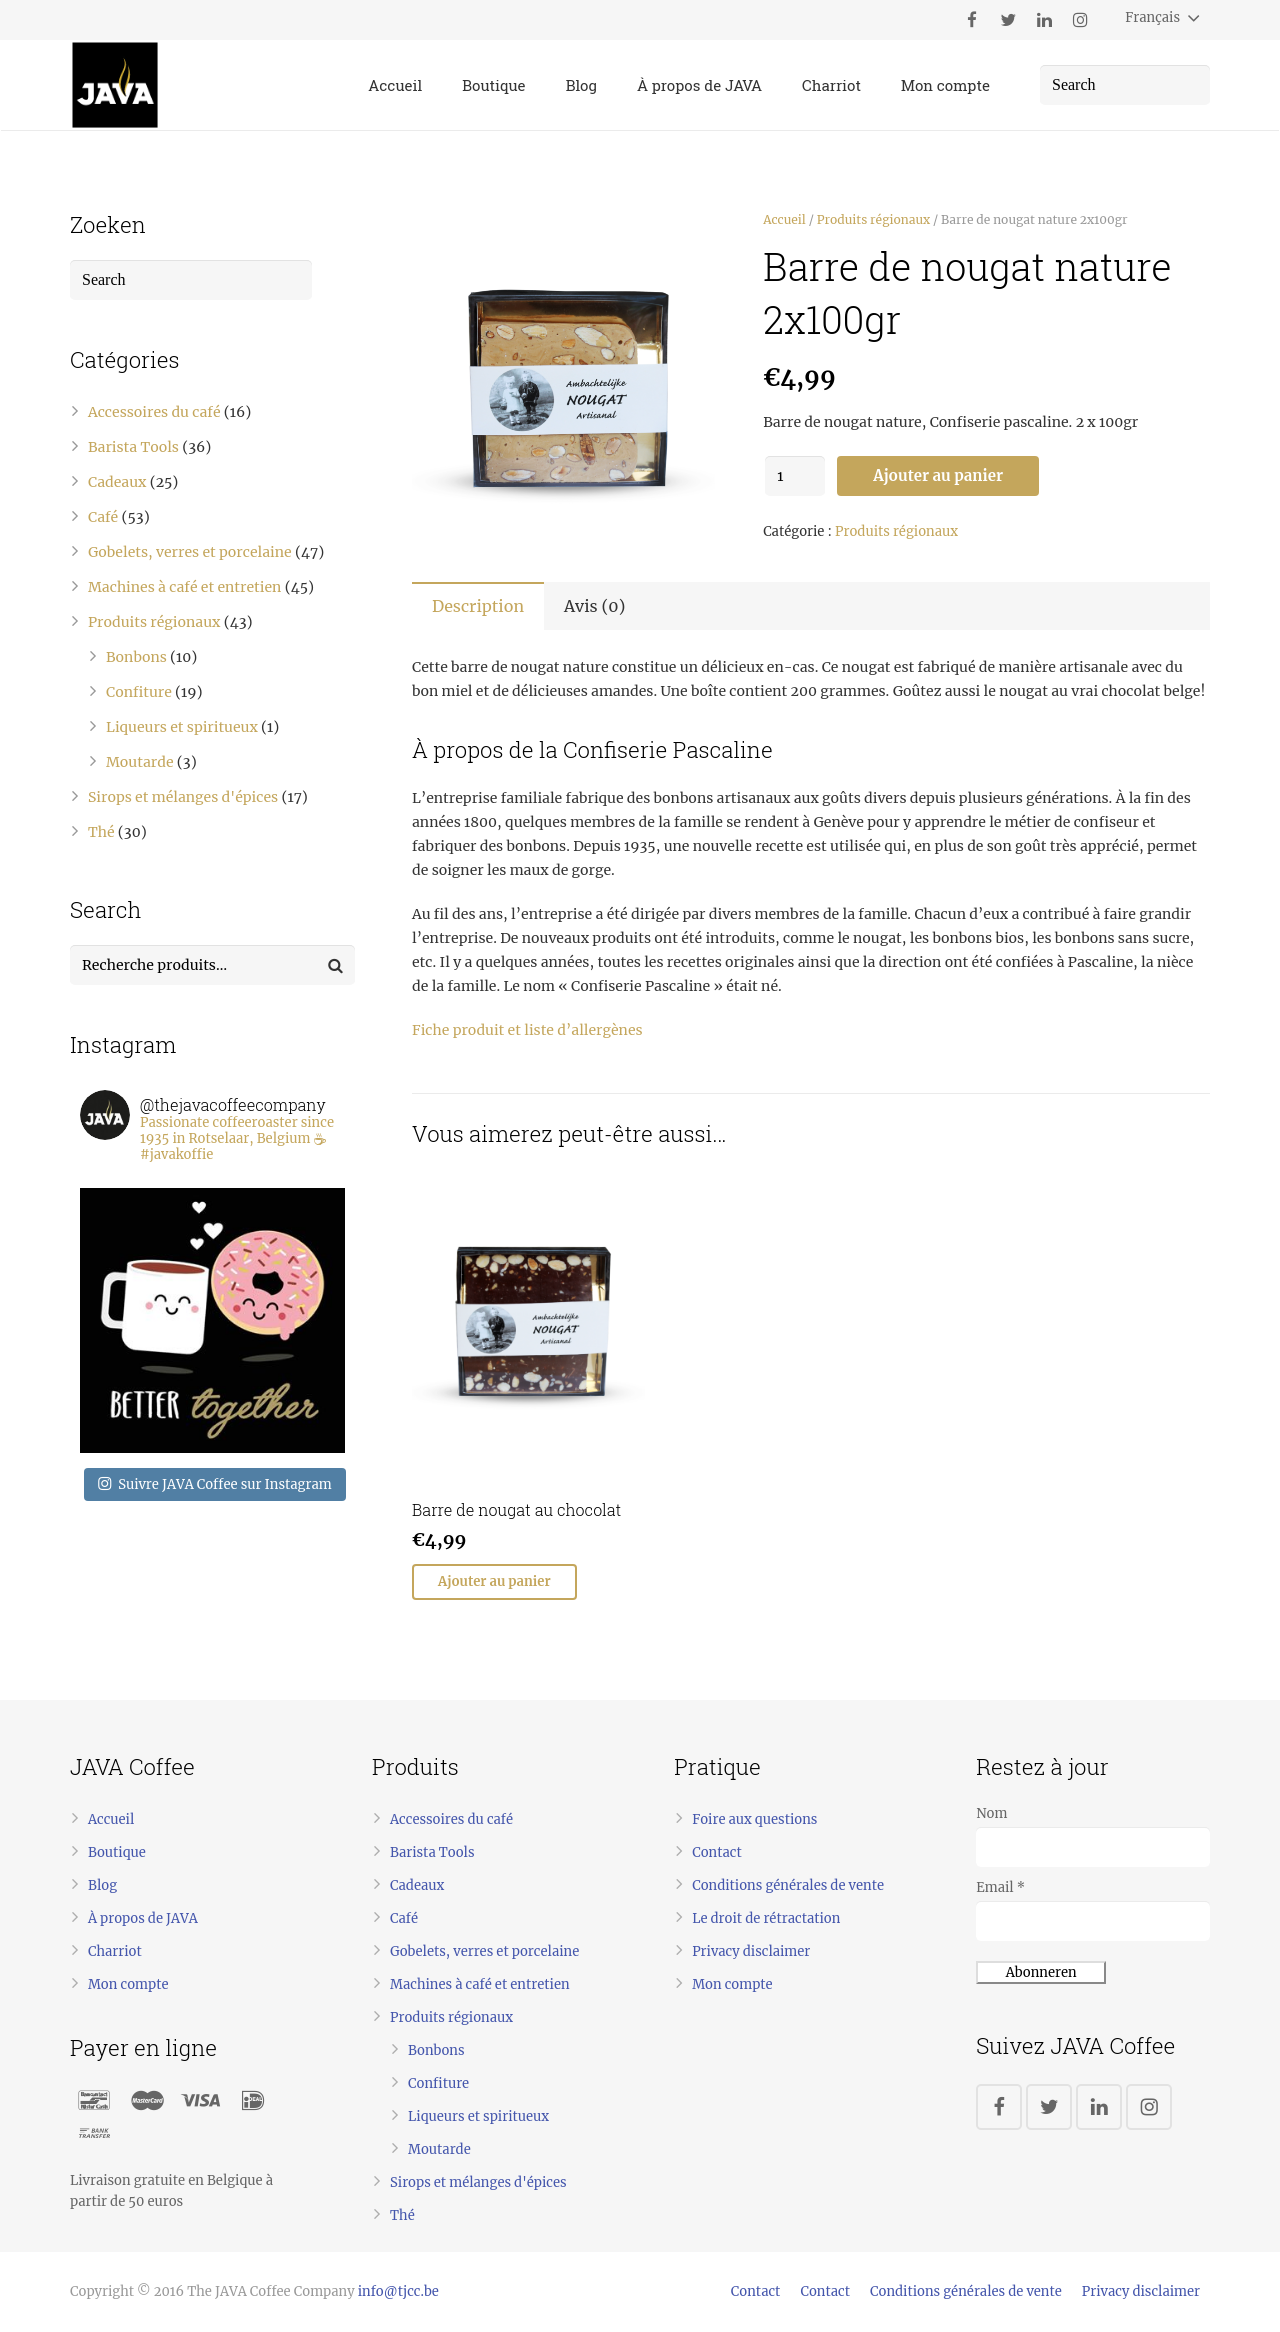 Français
JAVA
Accueil
Boutique
Blog
À propos de JAVA
Charriot
Mon compte
Search
Zoeken
Search
Catégories
Accessoires du café (16)
Barista Tools (36)
Cadeaux (25)
Café (53)
Gobelets, verres et porcelaine (47)
Machines à café et entretien (45)
Produits régionaux (43)
Bonbons (10)
Confiture (19)
Liqueurs et spiritueux (1)
Moutarde (3)
Sirops et mélanges d'épices (17)
Thé (30)
Search
Recherche produits…
Instagram
JAVA
@thejavacoffeecompany
Passionate coffeeroaster since
1935 in Rotselaar, Belgium
#javakoffie
BETTER together
Suivre JAVA Coffee sur Instagram
Ambachtelijke
NOUGAT
Artisanal
Accueil / Produits régionaux / Barre de nougat nature 2x100gr
Barre de nougat nature
2x100gr
€4,99
Barre de nougat nature, Confiserie pascaline. 2 x 100gr
1
Ajouter au panier
Catégorie : Produits régionaux
Description
Avis (0)
Cette barre de nougat nature constitue un délicieux en-cas. Ce nougat est fabriqué de manière artisanale avec du
bon miel et de délicieuses amandes. Une boîte contient 200 grammes. Goûtez aussi le nougat au vrai chocolat belge!
À propos de la Confiserie Pascaline
L’entreprise familiale fabrique des bonbons artisanaux aux goûts divers depuis plusieurs générations. À la fin des
années 1800, quelques membres de la famille se rendent à Genève pour y apprendre le métier de confiseur et
fabriquer des bonbons. Depuis 1935, une nouvelle recette est utilisée qui, en plus de son goût très apprécié, permet
de soigner les maux de gorge.
Au fil des ans, l’entreprise a été dirigée par divers membres de la famille. Chacun d’eux a contribué à faire grandir
l’entreprise. De nouveaux produits ont été introduits, comme le nougat, les bonbons bios, les bonbons sans sucre,
etc. Il y a quelques années, toutes les recettes originales ainsi que la direction ont été confiées à Pascaline, la nièce
de la famille. Le nom « Confiserie Pascaline » était né.
Fiche produit et liste d’allergènes
Vous aimerez peut-être aussi…
Ambachtelijke
NOUGAT
Artisanal
Barre de nougat au chocolat
€4,99
Ajouter au panier
JAVA Coffee
Accueil
Boutique
Blog
À propos de JAVA
Charriot
Mon compte
Payer en ligne
Bancontact
Mister Cash
MasterCard
VISA
iDEAL
BANK
TRANSFER
Livraison gratuite en Belgique à
partir de 50 euros
Produits
Accessoires du café
Barista Tools
Cadeaux
Café
Gobelets, verres et porcelaine
Machines à café et entretien
Produits régionaux
Bonbons
Confiture
Liqueurs et spiritueux
Moutarde
Sirops et mélanges d'épices
Thé
Pratique
Foire aux questions
Contact
Conditions générales de vente
Le droit de rétractation
Privacy disclaimer
Mon compte
Restez à jour
Nom
Email *
Abonneren
Suivez JAVA Coffee
Copyright © 2016 The JAVA Coffee Company info@tjcc.be
Contact
Contact
Conditions générales de vente
Privacy disclaimer